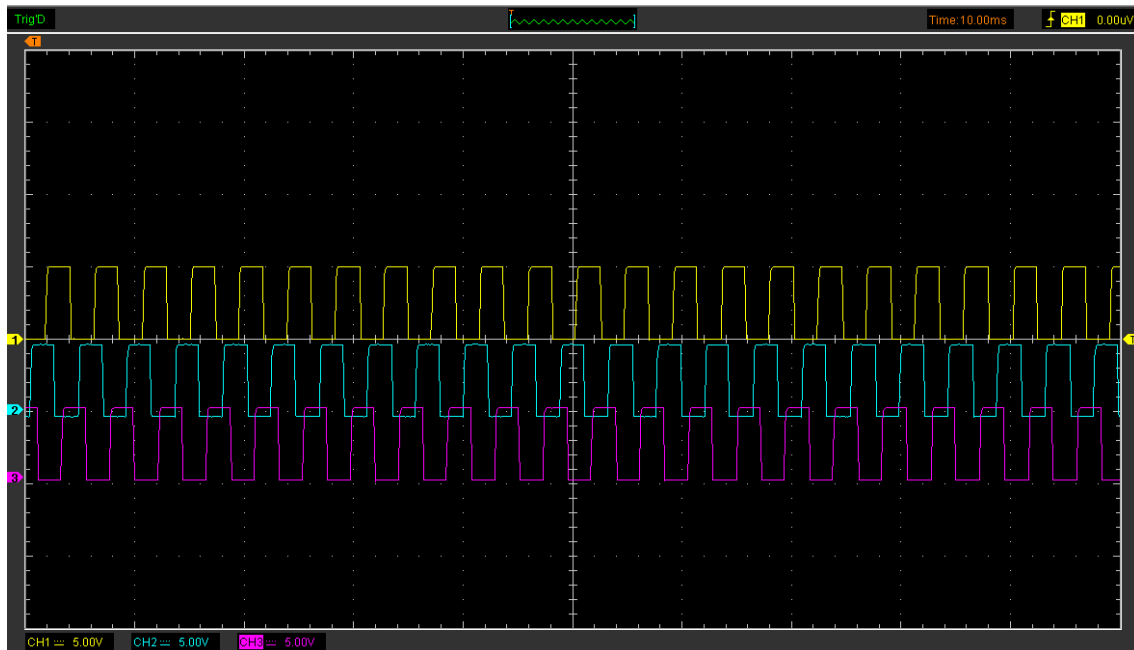 Trig'D
T
Time:10.00ms
CH1 0.00uV
T
1
T
2
3
CH1 5.00V
CH2 5.00V
CH3 5.00V